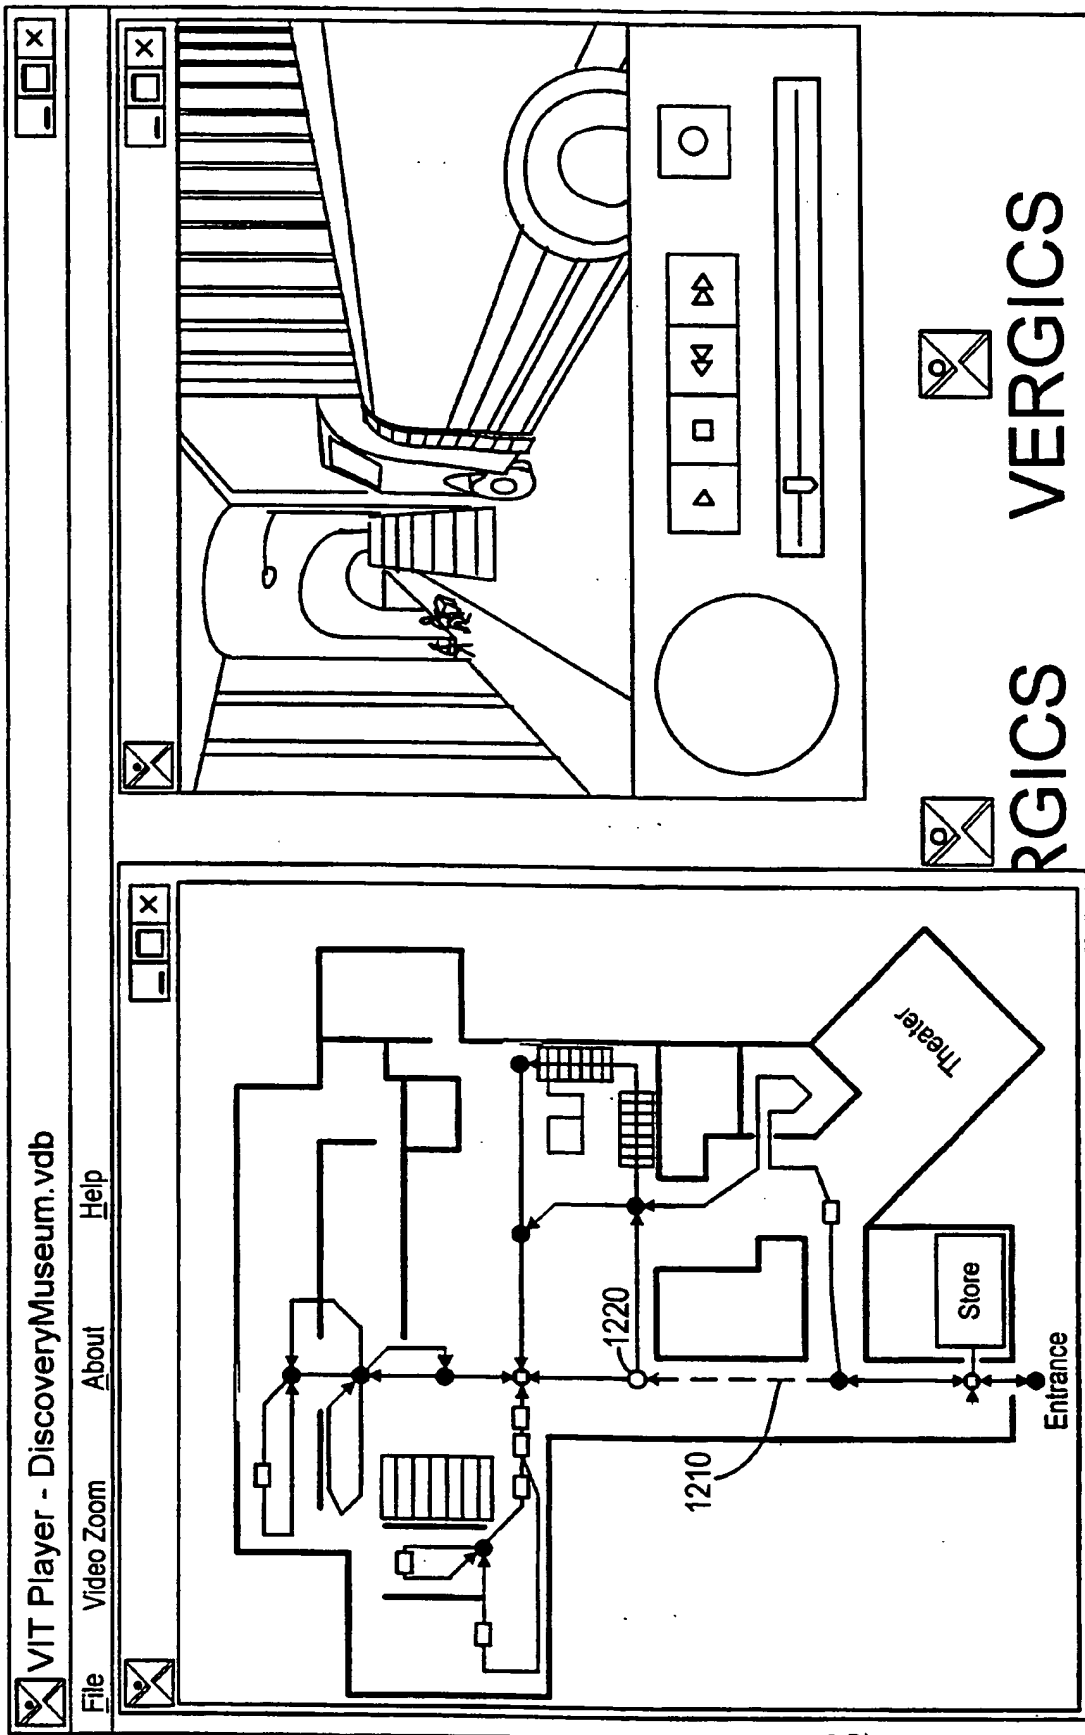 VIT Player - DiscoveryMuseum.vdb
File Video Zoom About Help
1220
1210
Theater
Store
Entrance
RGICS
VERGICS